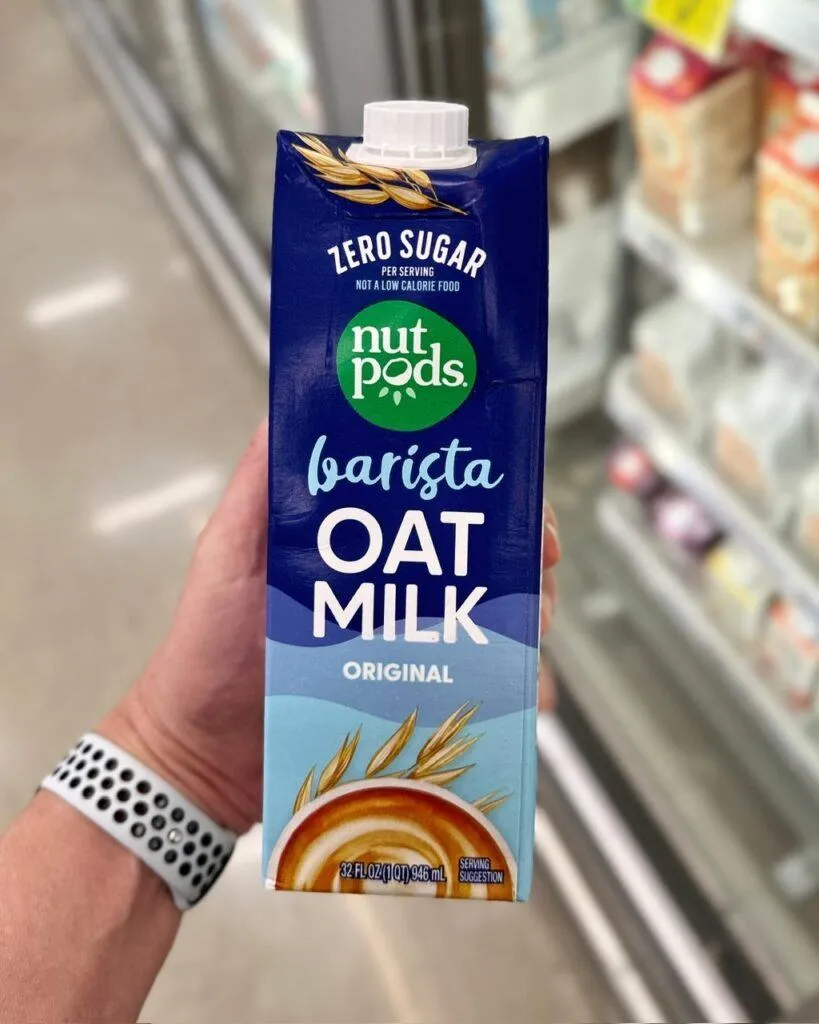 ZERO SUGAR
PER SERVING
NOT A LOW CALORIE FOOD
nut
pods.
barista
OAT
MILK
ORIGINAL
32 FL OZ (1 QT) 946 mL
SERVING
SUGGESTION